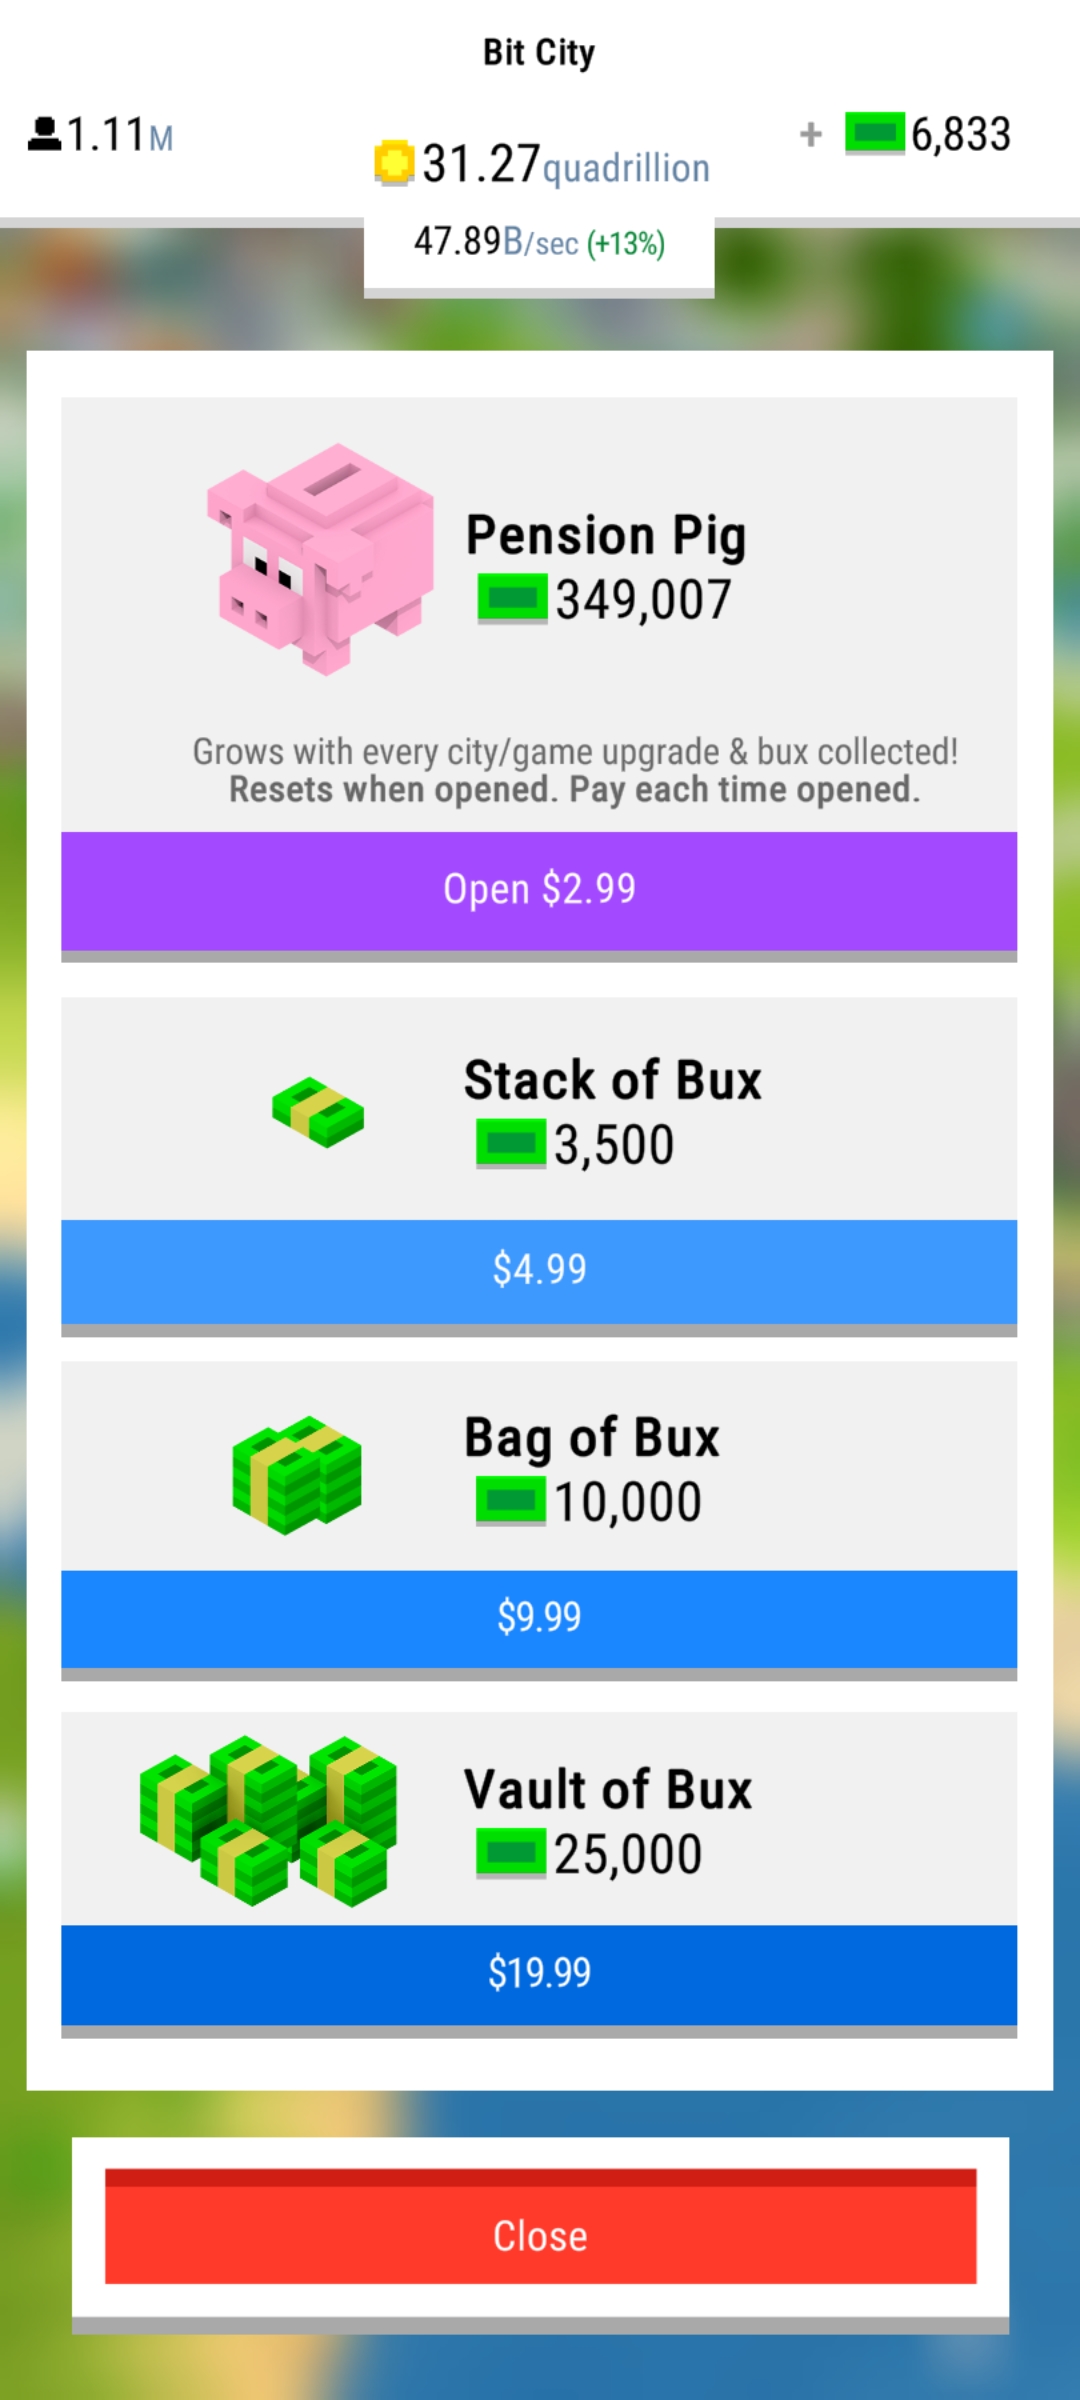 Bit City
1.11M
31.27quadrillion
+ 6,833
47.89B/sec (+13%)
Pension Pig
349,007
Grows with every city/game upgrade & bux collected!
Resets when opened. Pay each time opened.
Open $2.99
Stack of Bux
3,500
$4.99
Bag of Bux
10,000
$9.99
Vault of Bux
25,000
$19.99
Close